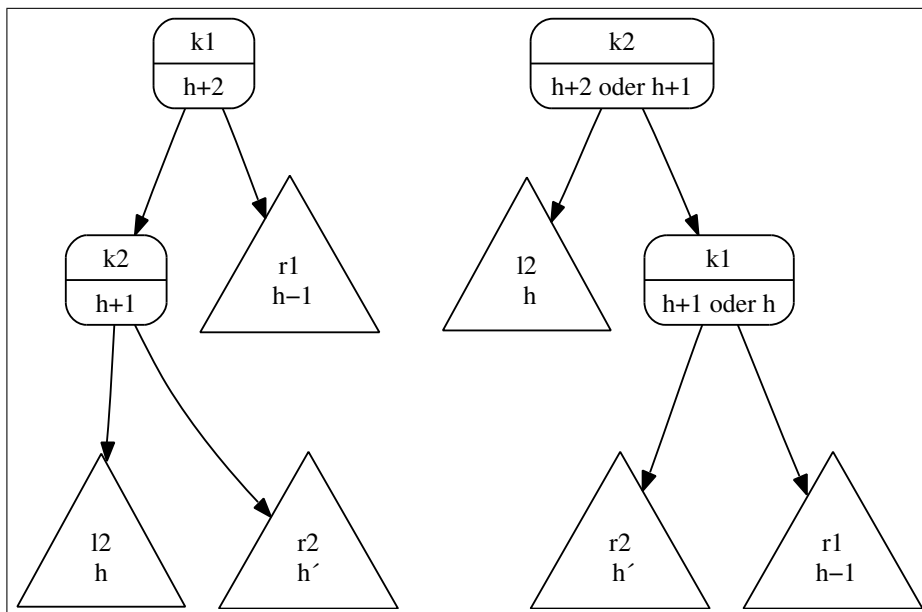 k1
h+2
k2
h+1
r1
h−1
l2
h
r2
h´
k2
h+2 oder h+1
l2
h
k1
h+1 oder h
r2
h´
r1
h−1